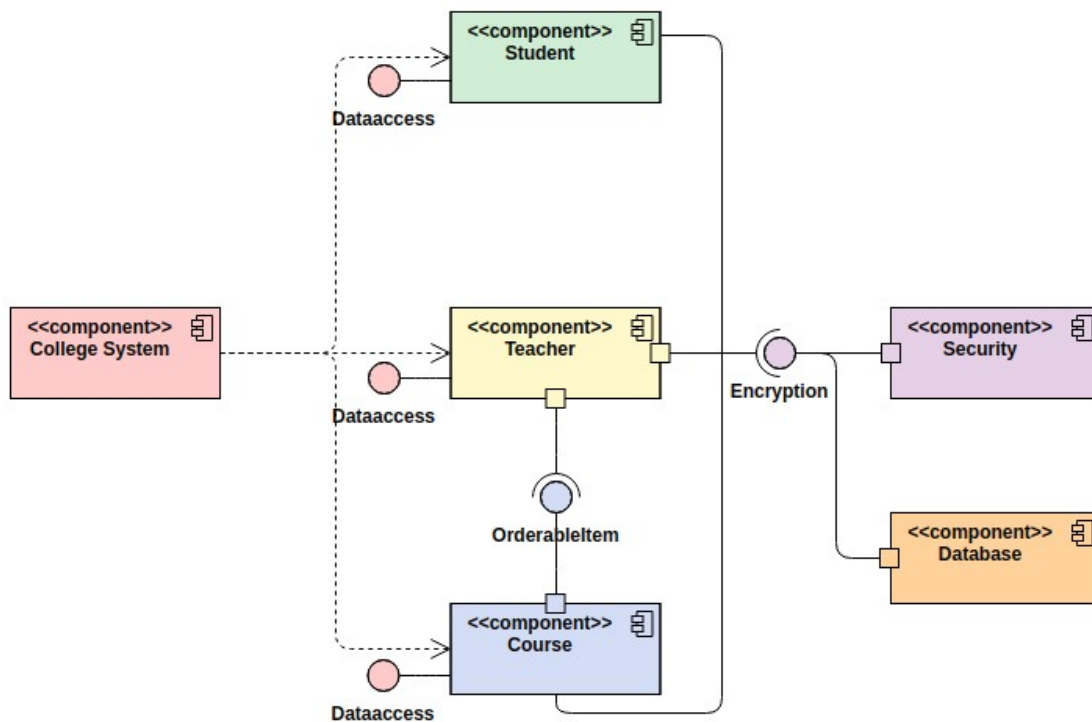 <<component>>
Student
Dataaccess
<<component>>
College System
<<component>>
Teacher
Dataaccess
Encryption
<<component>>
Security
OrderableItem
<<component>>
Database
<<component>>
Course
Dataaccess